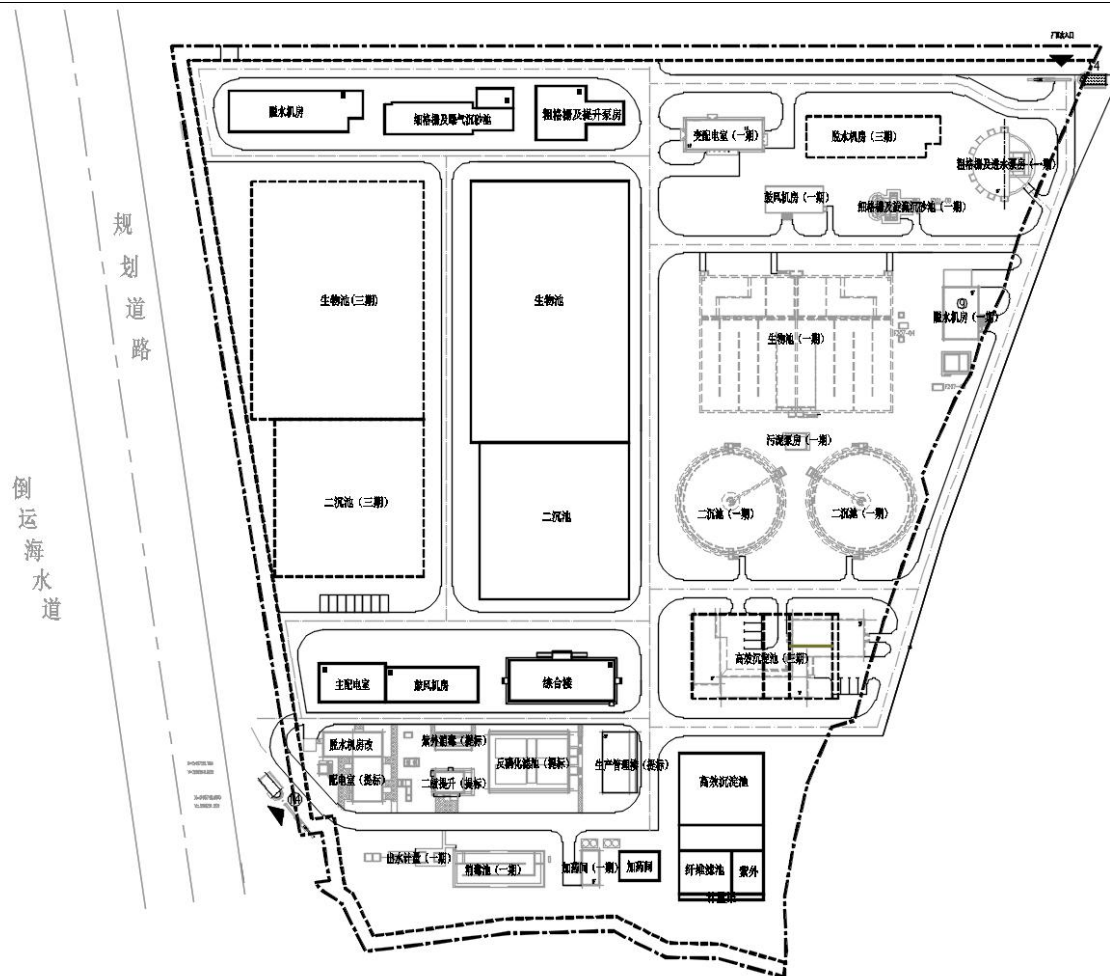 厂区出入口
脱水机房
细格栅及曝气沉砂池
粗格栅及提升泵房
变配电室（一期）
脱水机房（三期）
粗格栅及进水泵房（一期）
鼓风机房（一期）
细格栅及旋流沉砂池（一期）
规划道路
生物池(三期)
生物池
生物池（一期）
⑨
脱水机房（一期）
污泥泵房（一期）
倒运海水道
二沉池（三期）
二沉池
二沉池（一期）
二沉池（一期）
高效沉淀池（三期）
主配电室
鼓风机房
综合楼
脱水机房改
紫外消毒（提标）
反硝化滤池（提标）
生产管理楼（提标）
配电室（提标）
二次提升（提标）
高效沉淀池
⑭
出水计量（一期）
消毒池（一期）
加药间（一期）
加药间
纤维滤池
紫外